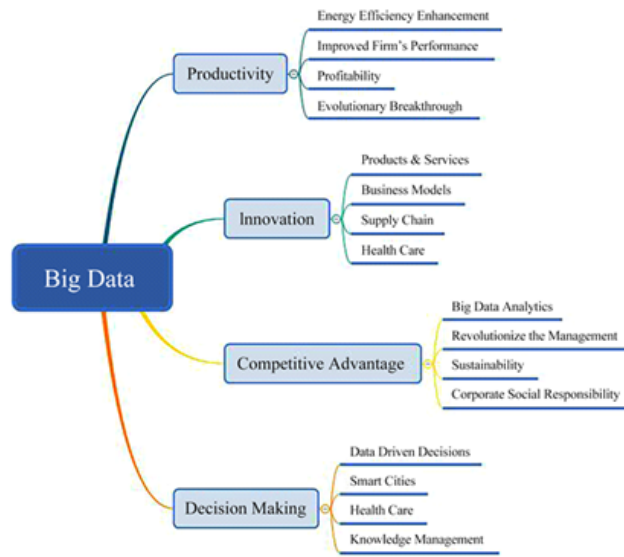 Energy Efficiency Enhancement
Improved Firm's Performance
Productivity
Profitability
Evolutionary Breakthrough
Products & Services
Business Models
Innovation
Supply Chain
Health Care
Big Data
Big Data Analytics
Revolutionize the Management
Competitive Advantage
Sustainability
Corporate Social Responsibility
Data Driven Decisions
Smart Cities
Decision Making
Health Care
Knowledge Management